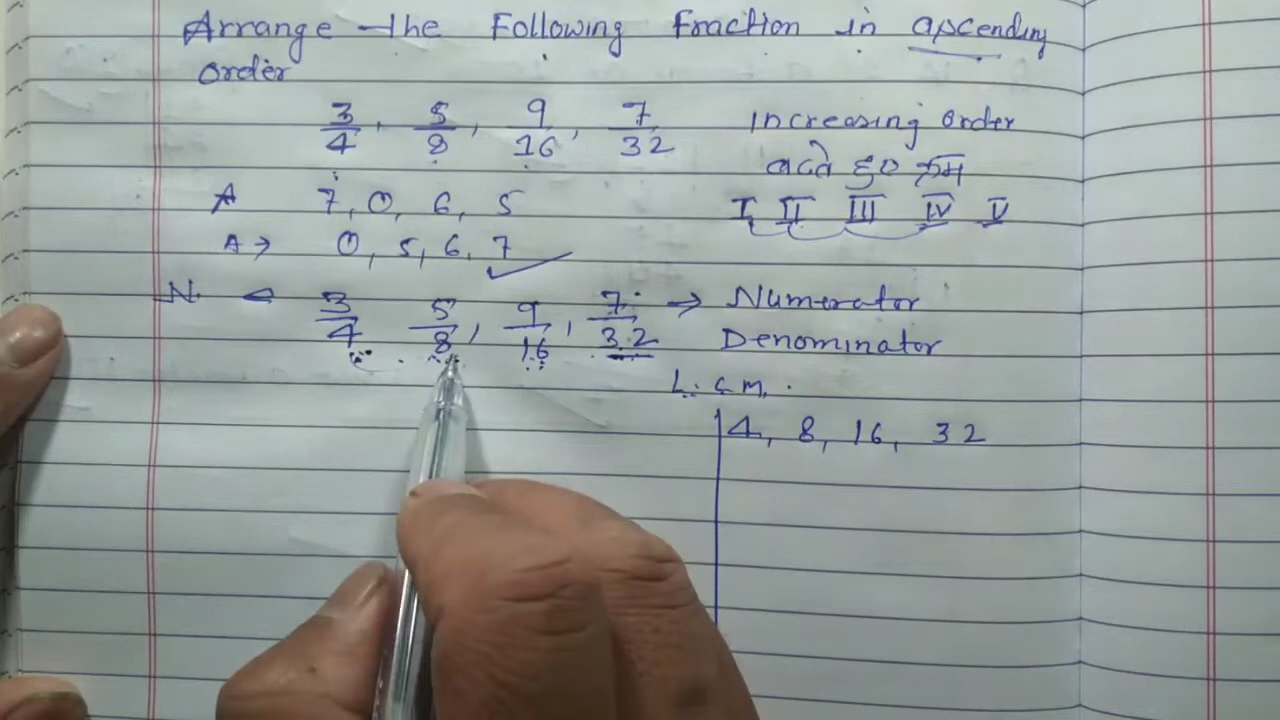 Arrange the Following Fraction in ascending
order
3/4, 5/8, 9/16, 7/32 Increasing order
बढते हुए क्रम
A 7, 0, 6, 5 I II III IV V
A → 0, 5, 6, 7
N. < 3/4 5/8, 9/16, 7/32 → Numerator
Denominator
L.C.M.
4, 8, 16, 32